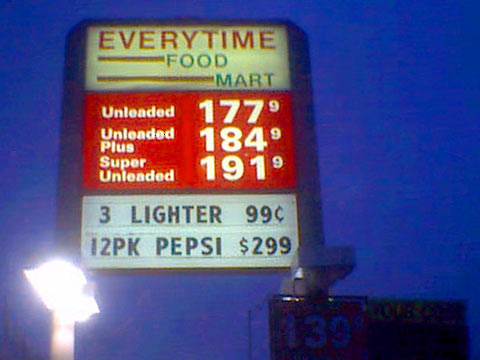 EVERYTIME
FOOD
MART
Unleaded 177 9
Unleaded Plus 184 9
Super Unleaded 191 9
3 LIGHTER 99¢
12PK PEPSI $299
139